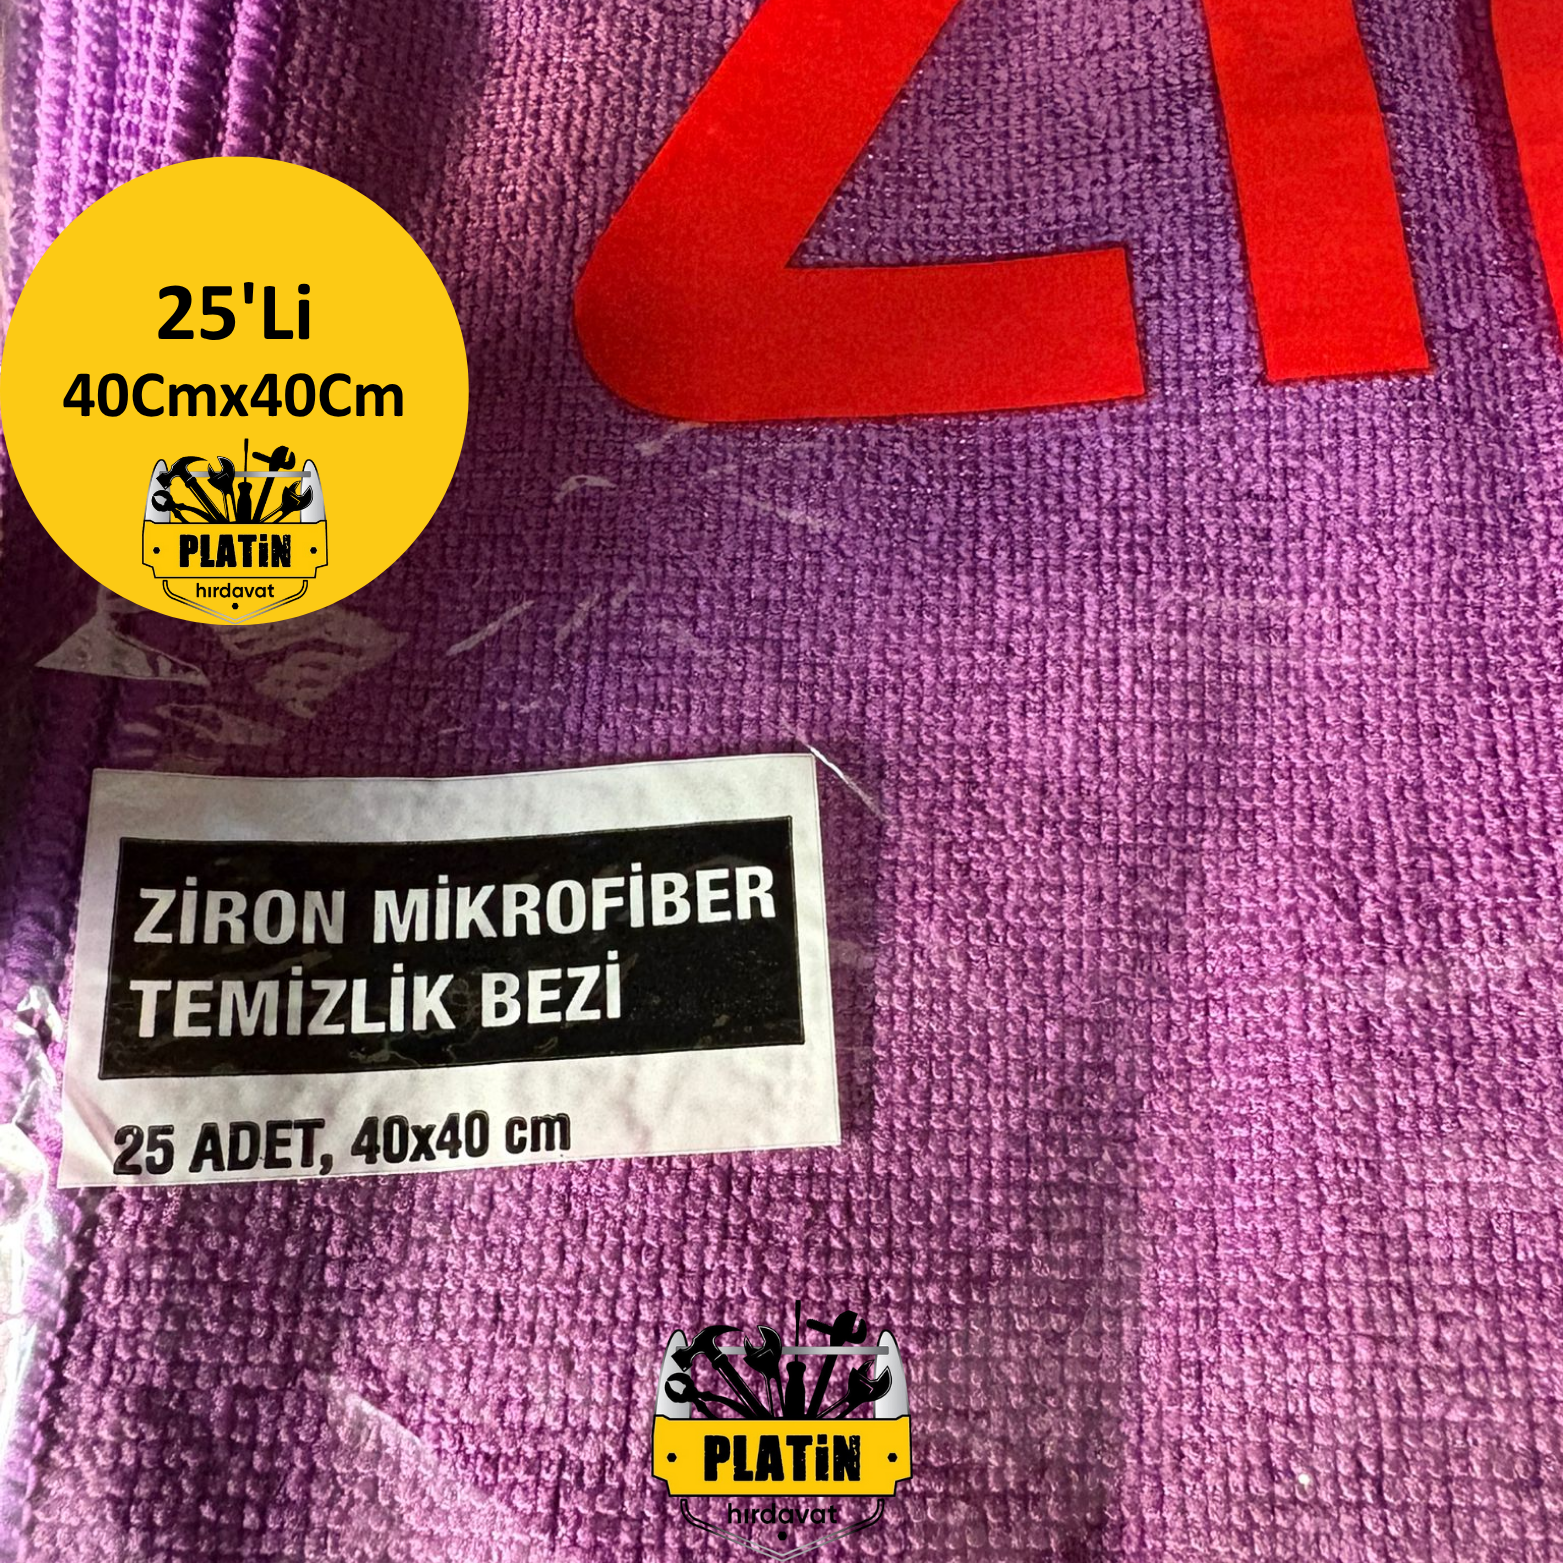 25'Li
40Cmx40Cm
PLATiN
hırdavat
ZİRON MİKROFİBER
TEMİZLİK BEZİ
25 ADET, 40x40 cm
PLATiN
hırdavat